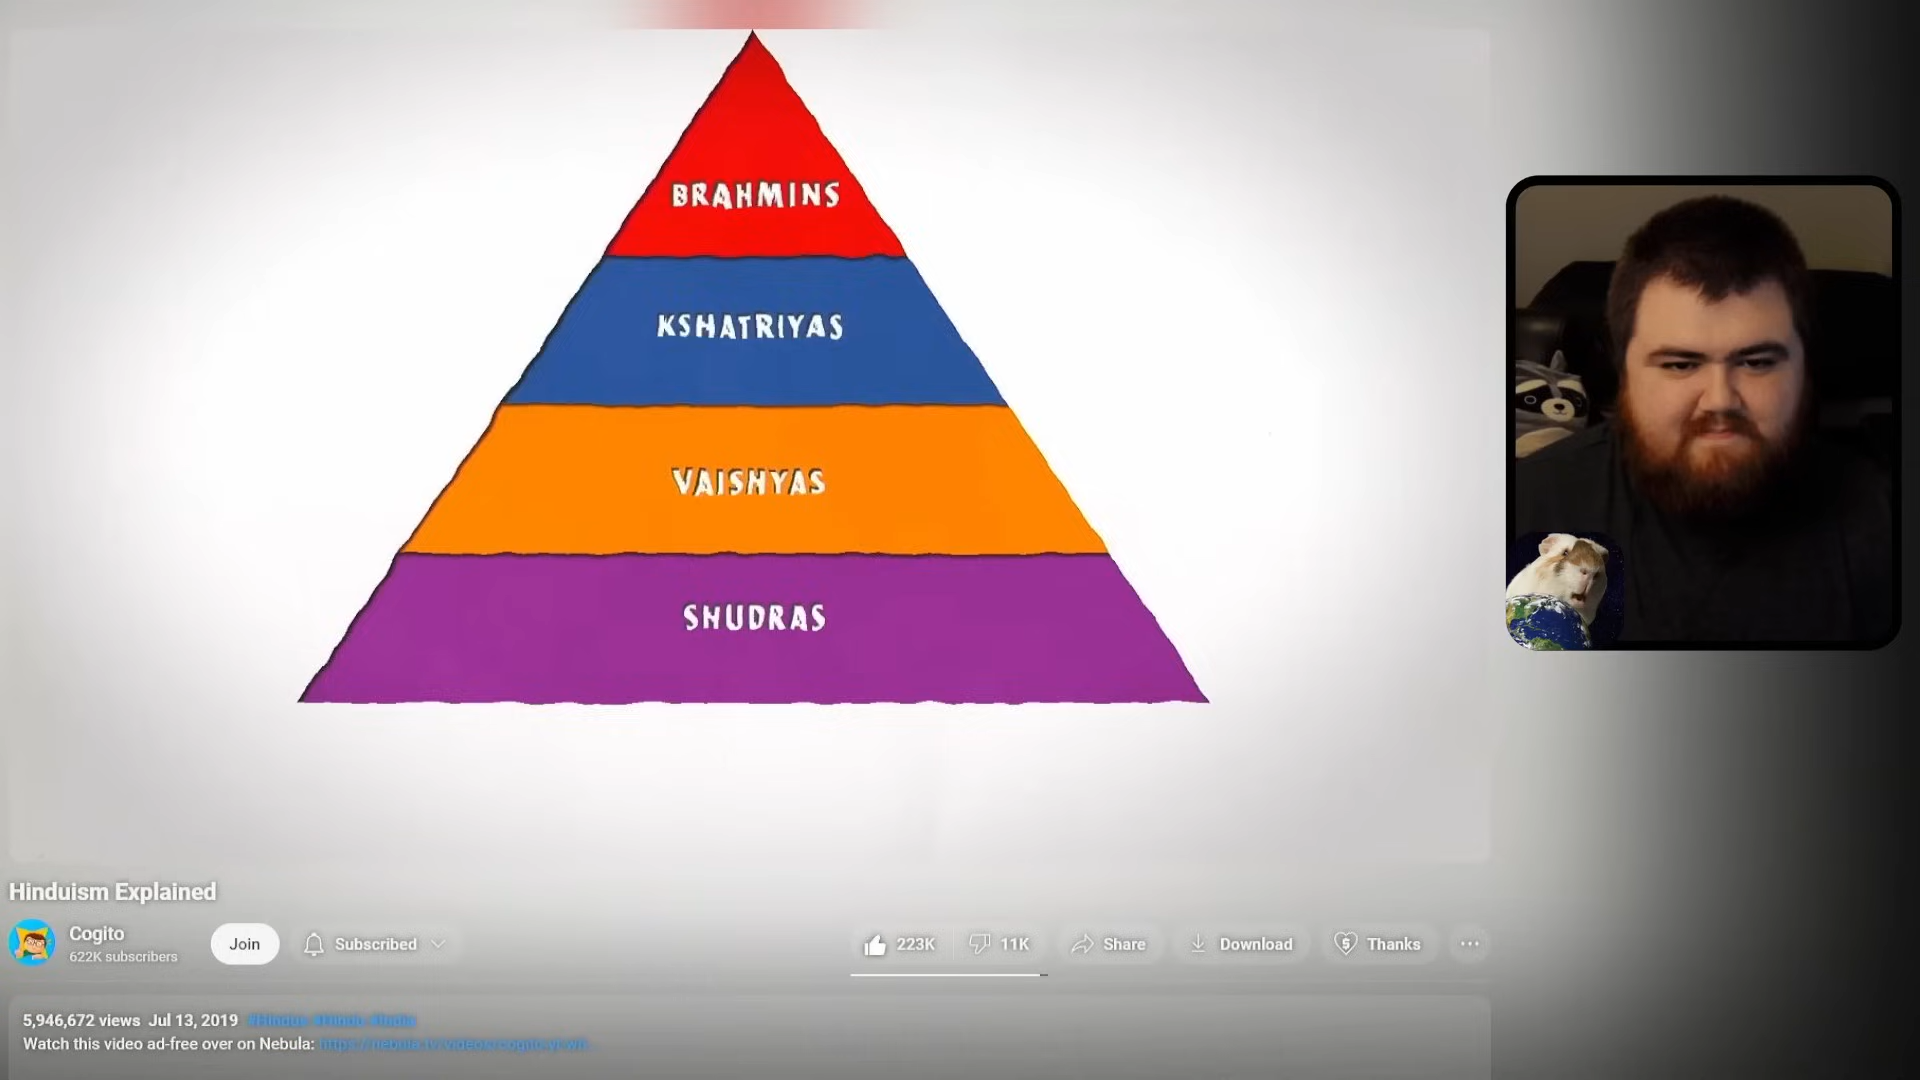 BRAHMINS
KSHATRIYAS
VAISHYAS
SHUDRAS
Hinduism Explained
Cogito
622K subscribers
Join
Subscribed
223K
11K
Share
Download
Thanks
5,946,672 views Jul 13, 2019
Watch this video ad-free over on Nebula: